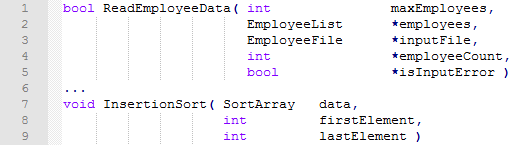 1 bool ReadEmployeeData( int maxEmployees,
2 EmployeeList *employees,
3 EmployeeFile *inputFile,
4 int *employeeCount,
5 bool *isInputError )
6 ...
7 void InsertionSort( SortArray data,
8 int firstElement,
9 int lastElement )